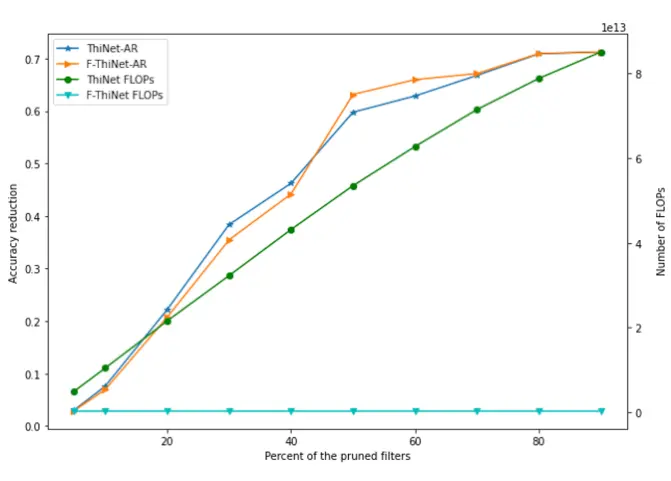 1e13
ThiNet-AR
F-ThiNet-AR
ThiNet FLOPs
F-ThiNet FLOPs
0.7
0.6
0.5
0.4
0.3
0.2
0.1
0.0
Accuracy reduction
8
6
4
2
0
Number of FLOPs
20 40 60 80
Percent of the pruned filters